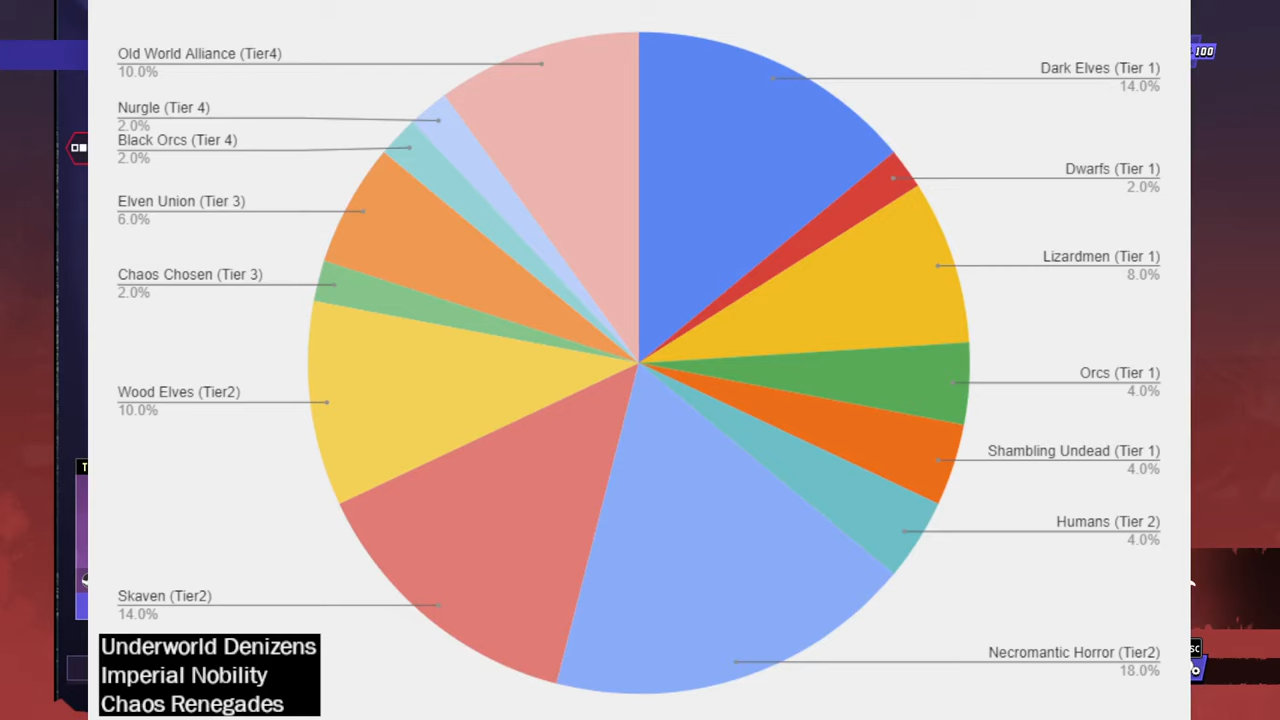 Old World Alliance (Tier4)
10.0%
Nurgle (Tier 4)
2.0%
Black Orcs (Tier 4)
2.0%
Elven Union (Tier 3)
6.0%
Chaos Chosen (Tier 3)
2.0%
Wood Elves (Tier2)
10.0%
Skaven (Tier2)
14.0%
Dark Elves (Tier 1)
14.0%
Dwarfs (Tier 1)
2.0%
Lizardmen (Tier 1)
8.0%
Orcs (Tier 1)
4.0%
Shambling Undead (Tier 1)
4.0%
Humans (Tier 2)
4.0%
Necromantic Horror (Tier2)
18.0%
Underworld Denizens
Imperial Nobility
Chaos Renegades
100
T
SC